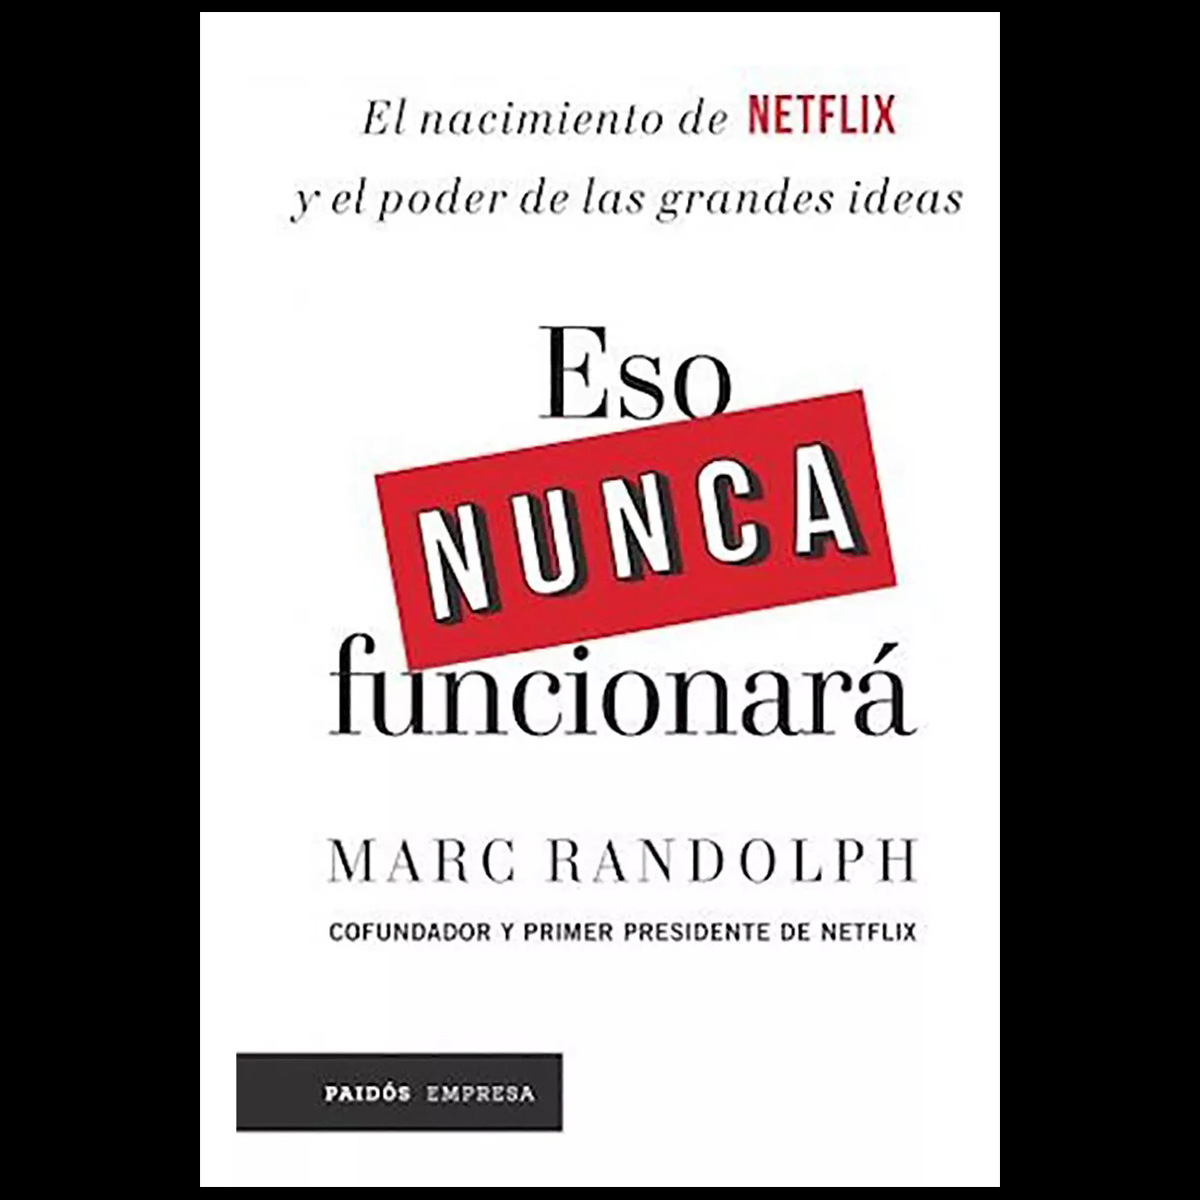 El nacimiento de NETFLIX
y el poder de las grandes ideas
Eso
NUNCA
funcionará
MARC RANDOLPH
COFUNDADOR Y PRIMER PRESIDENTE DE NETFLIX
PAIDÓS EMPRESA